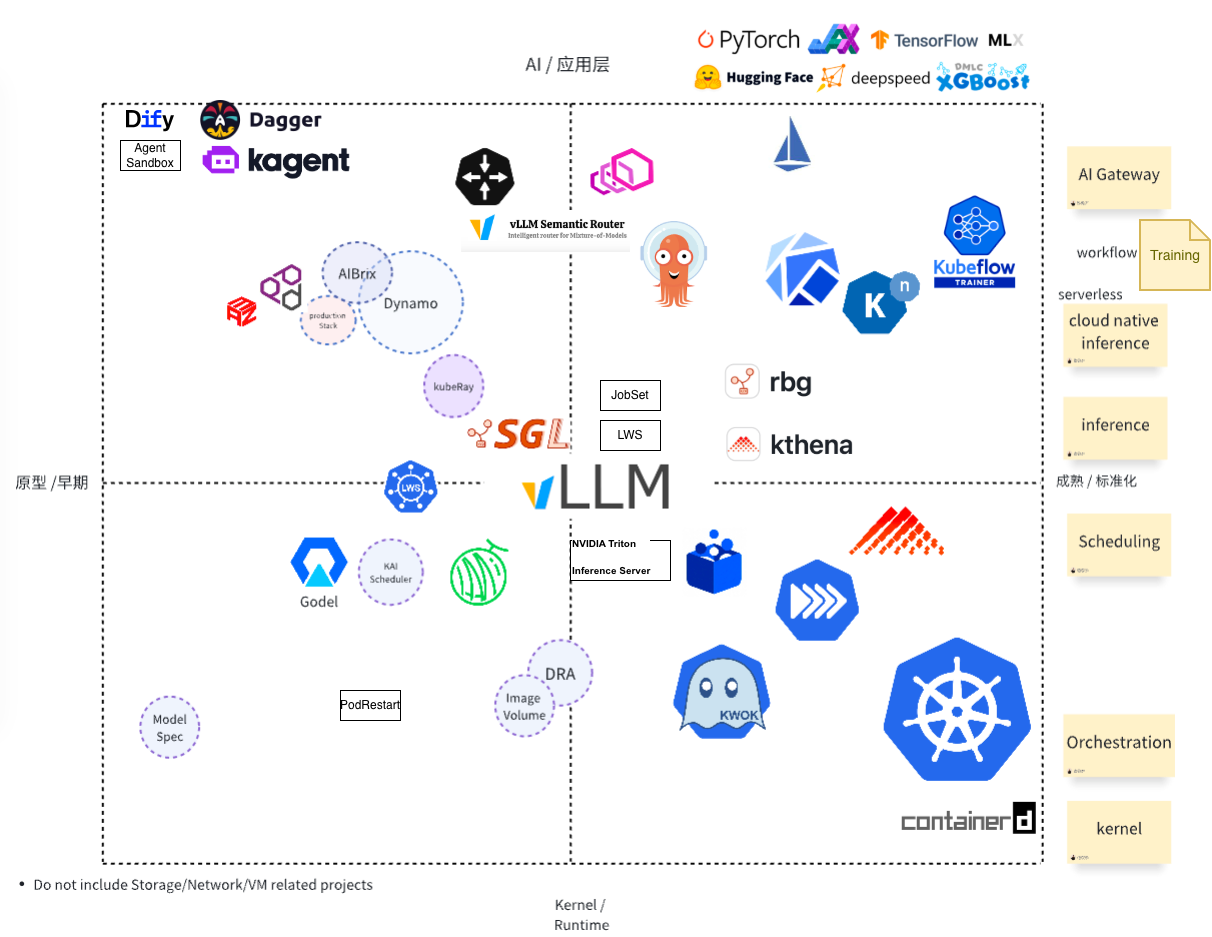 AI / 应用层
PyTorch
JAX
TensorFlow
MLX
Hugging Face
deepspeed
DMLC
XGBoost
Dify
Dagger
Agent
Sandbox
kagent
vLLM Semantic Router
Intelligent router for Mixture-of-Models
AIBrix
Dynamo
production
Stack
d
kubeRay
n
K
Kubeflow
TRAINER
JobSet
LWS
rbg
kthena
SGL
vLLM
LWS
原型 /早期
成熟 / 标准化
Godel
KAI
Scheduler
NVIDIA Triton
Inference Server
DRA
Image
Volume
PodRestart
Model
Spec
KWOK
containerd
AI Gateway
workflow
Training
serverless
cloud native
inference
inference
Scheduling
Orchestration
kernel
• Do not include Storage/Network/VM related projects
Kernel /
Runtime